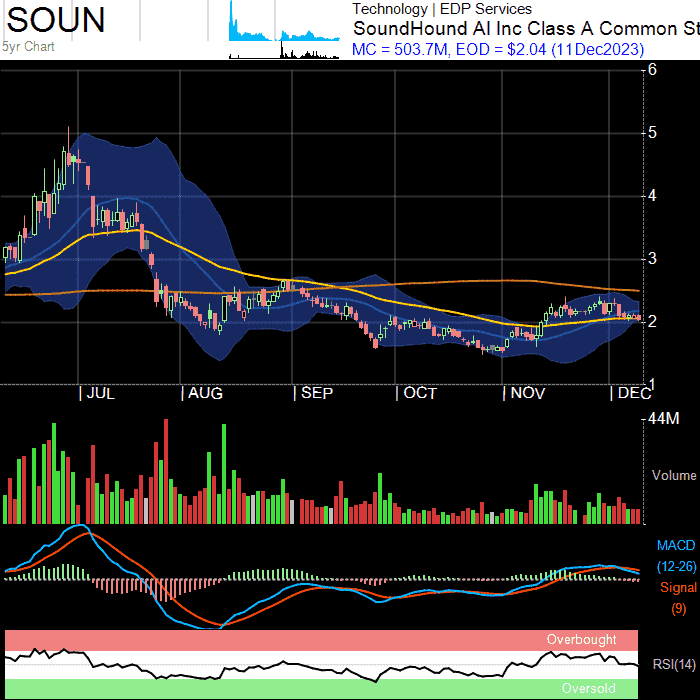 SOUN
5yr Chart
Technology | EDP Services
SoundHound AI Inc Class A Common St
MC = 503.7M, EOD = $2.04 (11Dec2023)
6
5
4
3
2
1
JUL
AUG
SEP
OCT
NOV
DEC
44M
Volume
MACD
(12-26)
Signal
(9)
Overbought
RSI(14)
Oversold